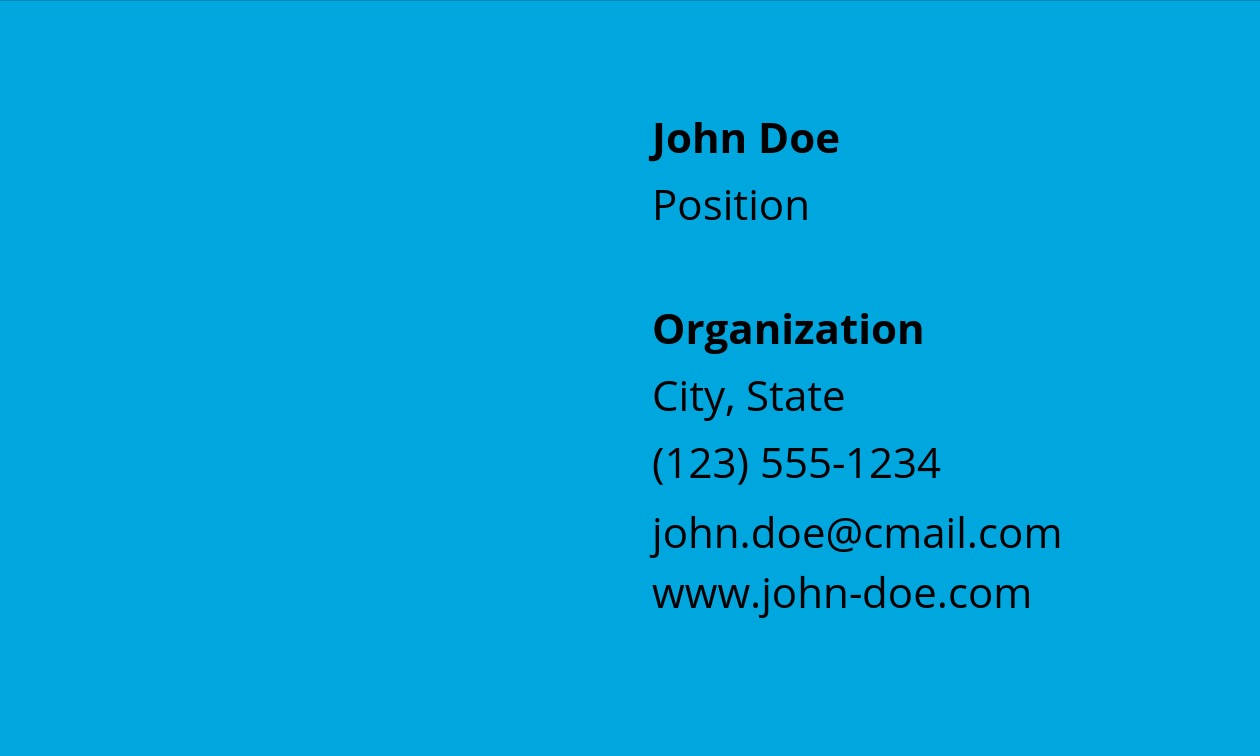 John Doe
Position
Organization
City, State
(123) 555-1234
john.doe@cmail.com
www.john-doe.com